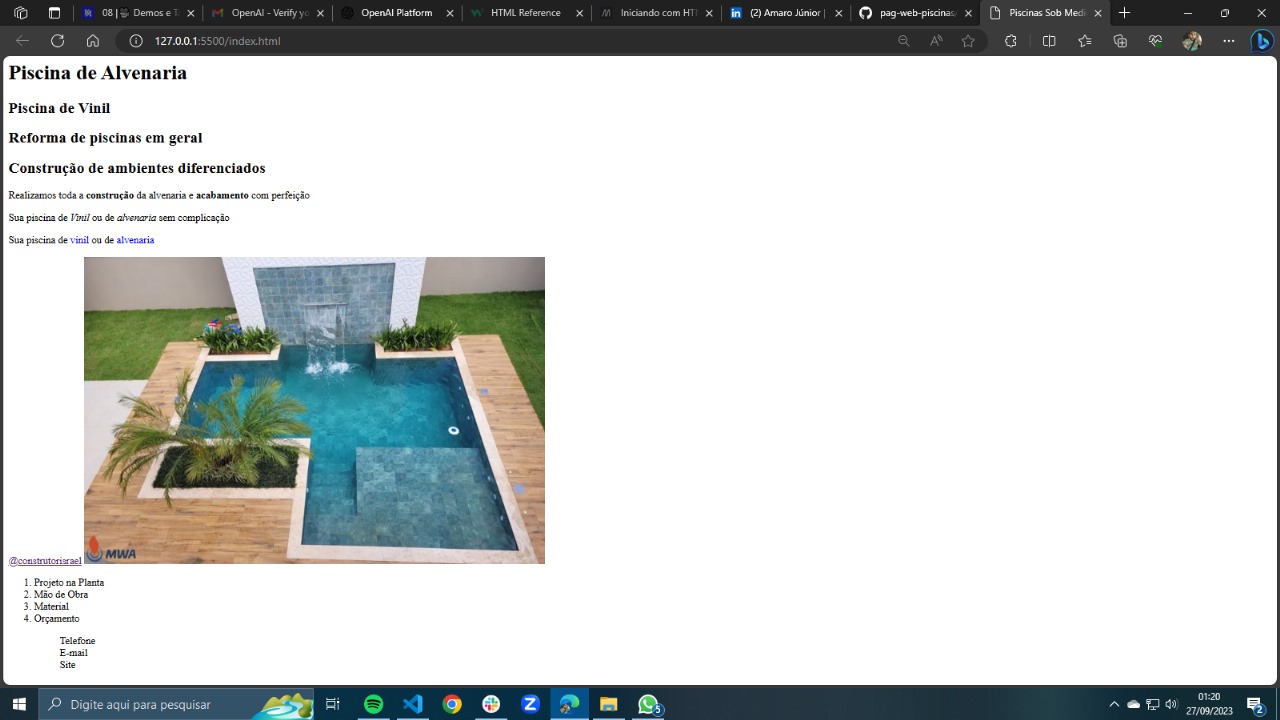 08 | Demos e Ta
Gmail - Verify yo
OpenAI Platform
HTML Reference
Iniciando com HT
(2) Amaro Júnior
pag-web-piscinas/
Piscinas Sob Medi
127.0.0.1:5500/index.html
Piscina de Alvenaria
Piscina de Vinil
Reforma de piscinas em geral
Construção de ambientes diferenciados
Realizamos toda a construção da alvenaria e acabamento com perfeição
Sua piscina de Vinil ou de alvenaria sem complicação
Sua piscina de vinil ou de alvenaria
MWA
@construtorisrael
1. Projeto na Planta
2. Mão de Obra
3. Material
4. Orçamento
Telefone
E-mail
Site
Digite aqui para pesquisar
5
01:20
27/09/2023
2